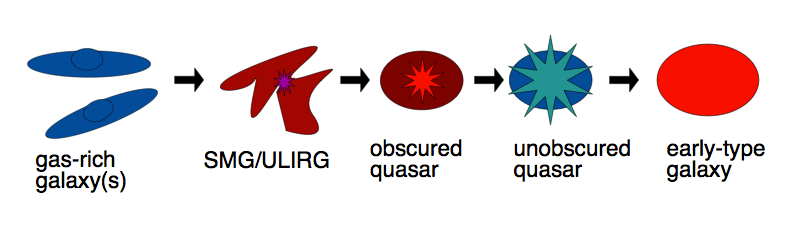 gas-rich
galaxy(s)
SMG/ULIRG
obscured
quasar
unobscured
quasar
early-type
galaxy